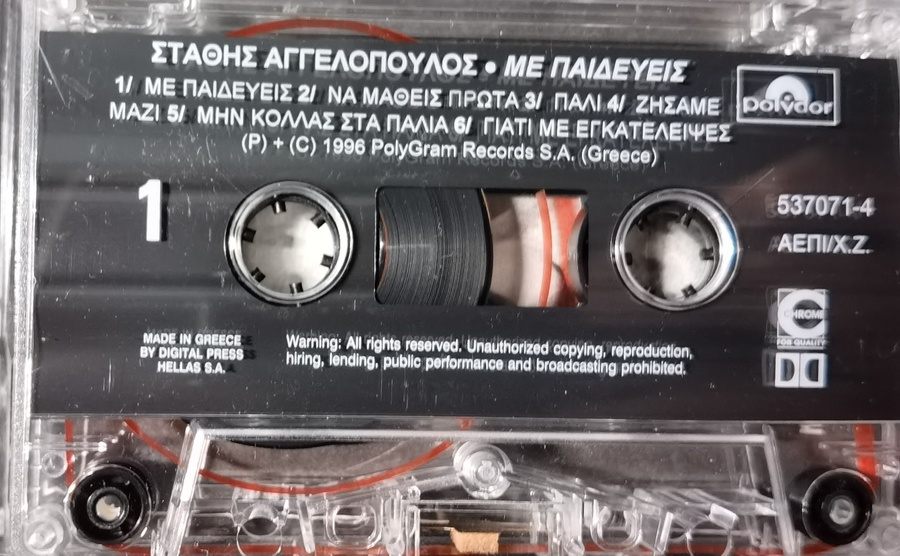 ΣΤΑΘΗΣ ΑΓΓΕΛΟΠΟΥΛΟΣ • ΜΕ ΠΑΙΔΕΥΕΙΣ
1/ ΜΕ ΠΑΙΔΕΥΕΙΣ 2/ ΝΑ ΜΑΘΕΙΣ ΠΡΩΤΑ 3/ ΠΑΛΙ 4/ ΖΗΣΑΜΕ
ΜΑΖΙ 5/ ΜΗΝ ΚΟΛΛΑΣ ΣΤΑ ΠΑΛΙΑ 6/ ΓΙΑΤΙ ΜΕ ΕΓΚΑΤΕΛΕΙΨΕΣ
(P) + (C) 1996 PolyGram Records S.A. (Greece)
polydor
1
537071-4
ΑΕΠΙ/Χ.Ζ.
CHROME
FOR QUALITY
MADE IN GREECE
BY DIGITAL PRESS
HELLAS S.A.
Warning: All rights reserved. Unauthorized copying, reproduction,
hiring, lending, public performance and broadcasting prohibited.